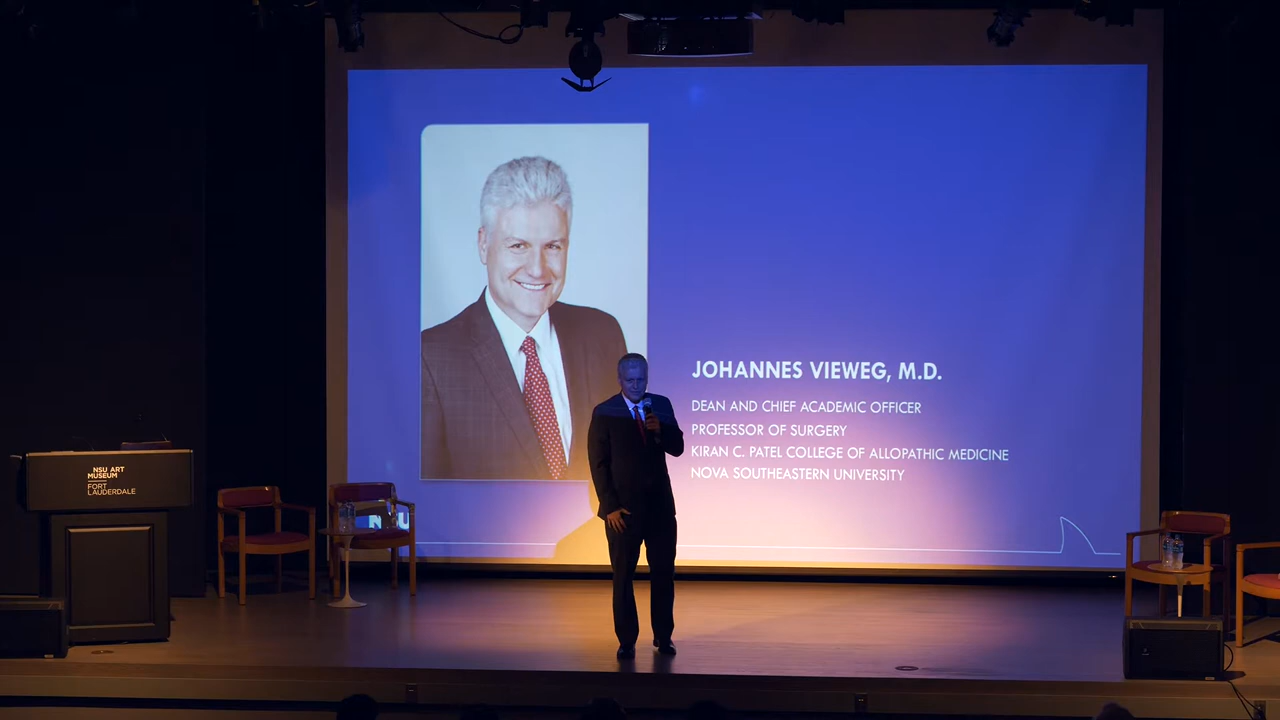 JOHANNES VIEWEG, M.D.
DEAN AND CHIEF ACADEMIC OFFICER
PROFESSOR OF SURGERY
KIRAN C. PATEL COLLEGE OF ALLOPATHIC MEDICINE
NOVA SOUTHEASTERN UNIVERSITY
NSU ART
MUSEUM
FORT
LAUDERDALE
NSU